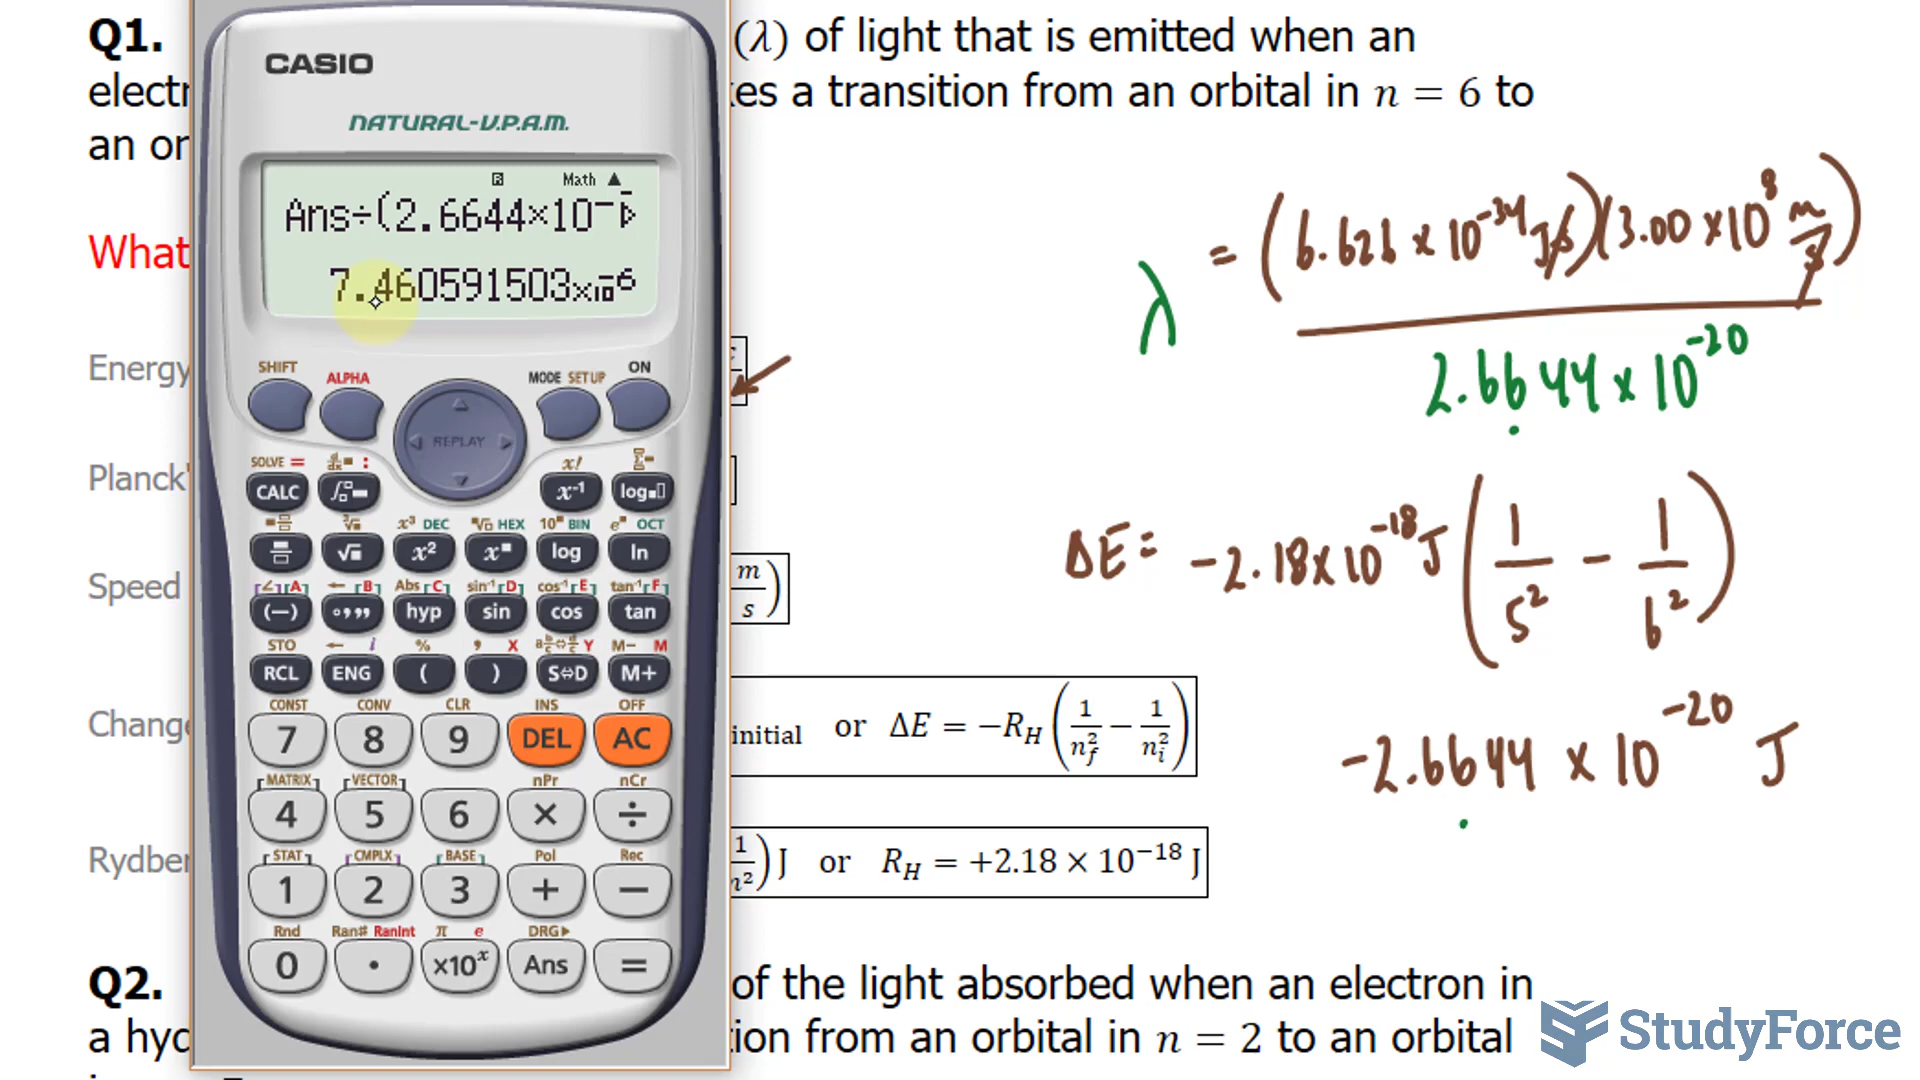 Q1. (λ) of light that is emitted when an
electr kes a transition from an orbital in n = 6 to
an or
What
Energy
Planck'
Speed m/s)
Change initial or ΔE = −R_H (1/n_f² − 1/n_i²)
Rydber 1/n²) J or R_H = +2.18 × 10⁻¹⁸ J
Q2. of the light absorbed when an electron in
a hyd tion from an orbital in n = 2 to an orbital
CASIO
NATURAL-V.P.A.M.
R Math ▲
Ans÷(2.6644×10⁻
7.460591503×10⁻⁶
SHIFT ALPHA MODE SETUP ON
REPLAY
SOLVE = d/dx : x! Σ
CALC ∫ x⁻¹ log
x³ DEC HEX 10 BIN e OCT
√ x² x log ln
∠ A ← B Abs C sin⁻¹ D cos⁻¹ E tan⁻¹ F
(−) ° , ,, hyp sin cos tan
STO ← i % , X Y M− M
RCL ENG ( ) S⇔D M+
CONST CONV CLR INS OFF
7 8 9 DEL AC
MATRIX VECTOR nPr nCr
4 5 6 × ÷
STAT CMPLX BASE Pol Rec
1 2 3 + −
Rnd Ran# RanInt π e DRG▶
0 · ×10ˣ Ans =
λ = (6.626 × 10⁻³⁴ Js)(3.00 × 10⁸ m/s)
2.6644 × 10⁻²⁰
ΔE = −2.18 × 10⁻¹⁸ J (1/5² − 1/6²)
−2.6644 × 10⁻²⁰ J
StudyForce